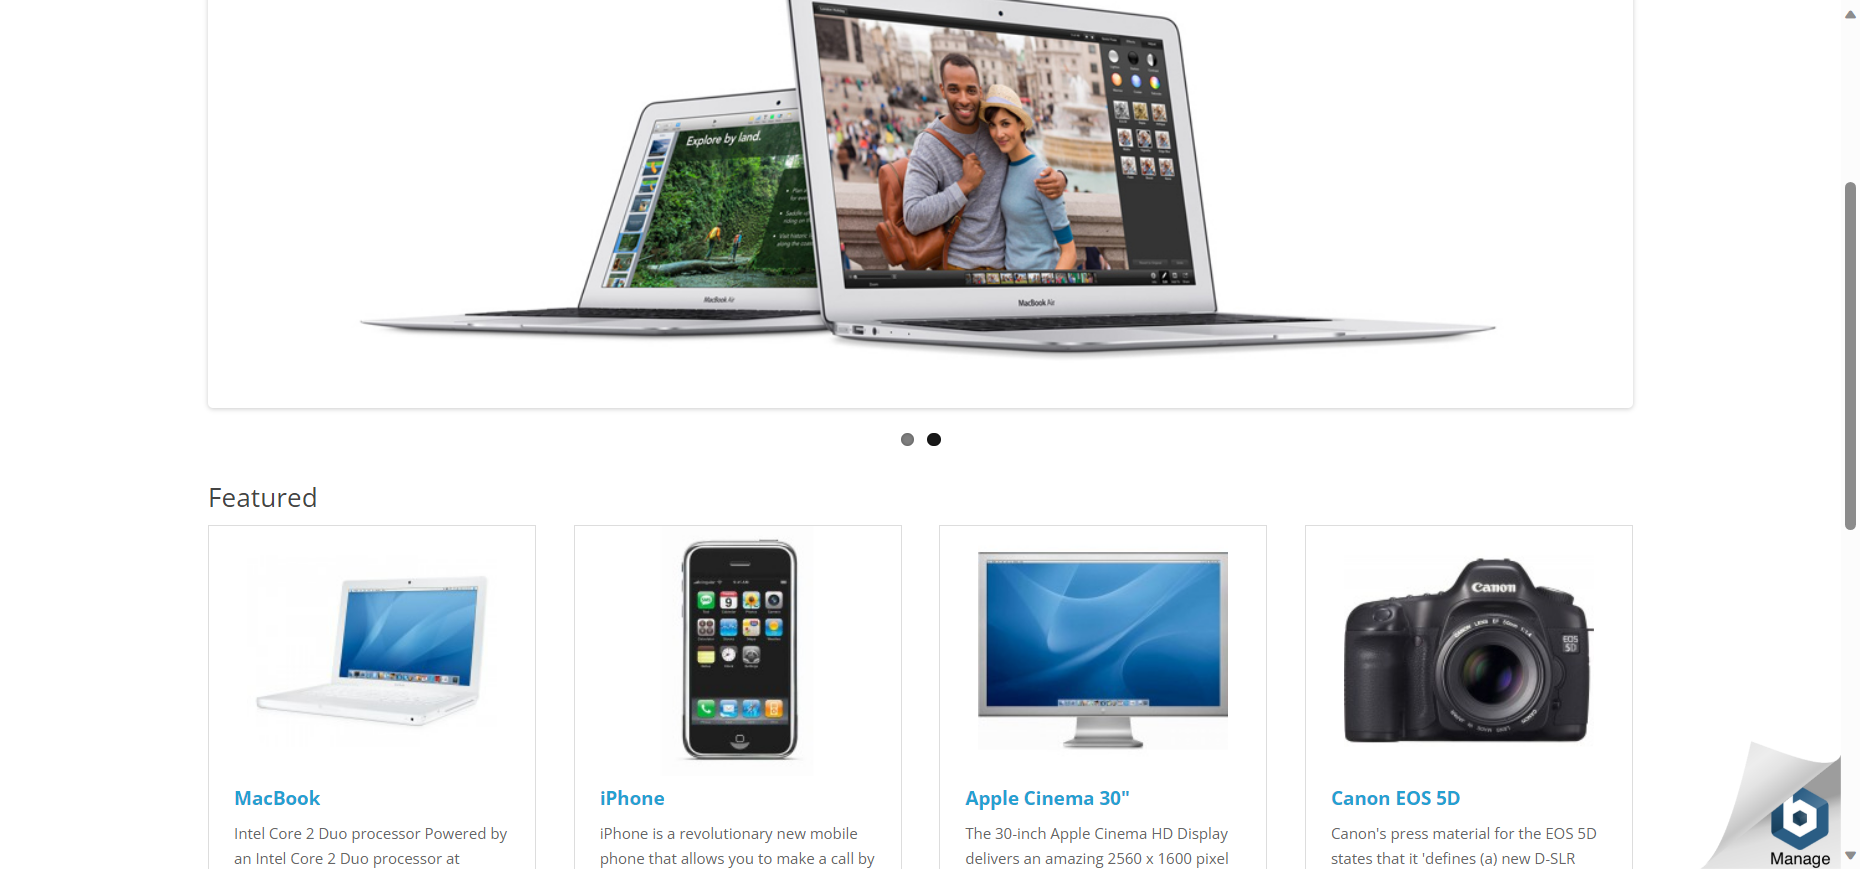 Explore by land.
MacBook Air
MacBook Air
Featured
Canon
EOS
5D
MacBook
iPhone
Apple Cinema 30"
Canon EOS 5D
Intel Core 2 Duo processor Powered by
an Intel Core 2 Duo processor at
iPhone is a revolutionary new mobile
phone that allows you to make a call by
The 30-inch Apple Cinema HD Display
delivers an amazing 2560 x 1600 pixel
Canon's press material for the EOS 5D
states that it 'defines (a) new D-SLR
Manage